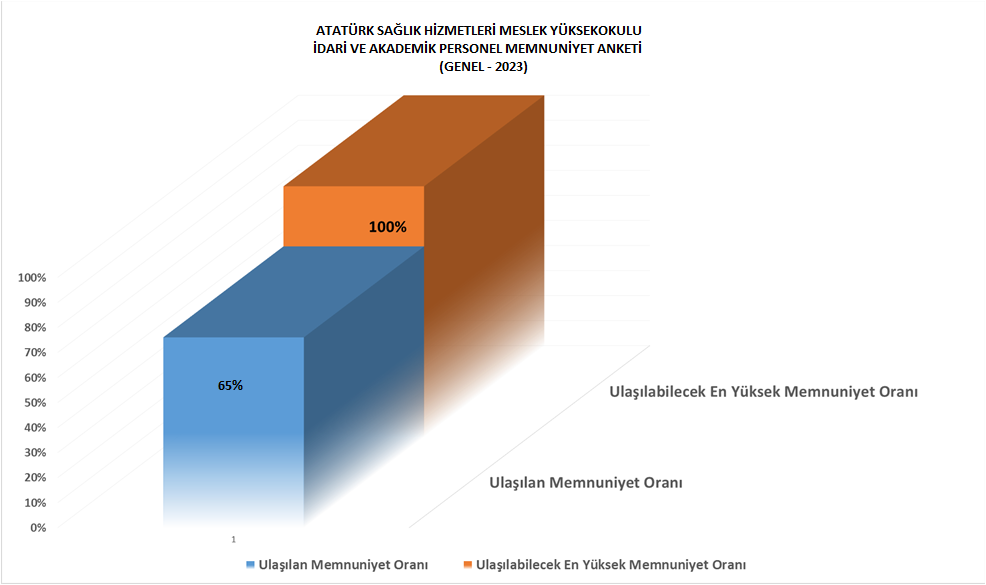 ATATÜRK SAĞLIK HİZMETLERİ MESLEK YÜKSEKOKULU
İDARİ VE AKADEMİK PERSONEL MEMNUNİYET ANKETİ
(GENEL - 2023)
100%
65%
100%
90%
80%
70%
60%
50%
40%
30%
20%
10%
0%
1
Ulaşılabilecek En Yüksek Memnuniyet Oranı
Ulaşılan Memnuniyet Oranı
Ulaşılan Memnuniyet Oranı
Ulaşılabilecek En Yüksek Memnuniyet Oranı